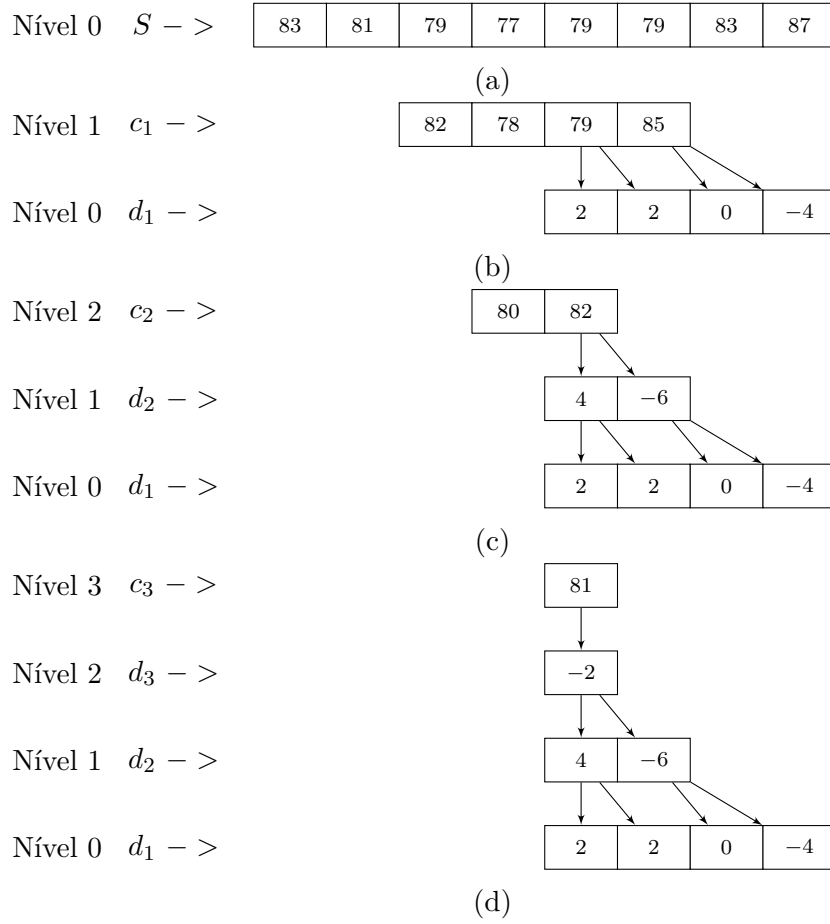 Nível 0 S −> 83 81 79 77 79 79 83 87
(a)
Nível 1 c₁ −> 82 78 79 85
Nível 0 d₁ −> 2 2 0 −4
(b)
Nível 2 c₂ −> 80 82
Nível 1 d₂ −> 4 −6
Nível 0 d₁ −> 2 2 0 −4
(c)
Nível 3 c₃ −> 81
Nível 2 d₃ −> −2
Nível 1 d₂ −> 4 −6
Nível 0 d₁ −> 2 2 0 −4
(d)